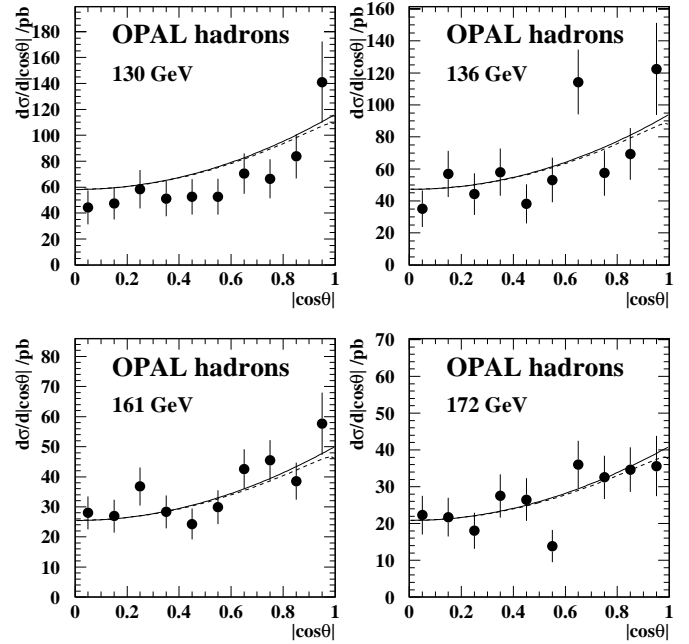 dσ/d|cosθ| /pb
OPAL hadrons
130 GeV
180
160
140
120
100
80
60
40
20
0
0 0.2 0.4 0.6 0.8 1
|cosθ|
dσ/d|cosθ| /pb
OPAL hadrons
136 GeV
160
140
120
100
80
60
40
20
0
0 0.2 0.4 0.6 0.8 1
|cosθ|
dσ/d|cosθ| /pb
OPAL hadrons
161 GeV
80
70
60
50
40
30
20
10
0
0 0.2 0.4 0.6 0.8 1
|cosθ|
dσ/d|cosθ| /pb
OPAL hadrons
172 GeV
70
60
50
40
30
20
10
0
0 0.2 0.4 0.6 0.8 1
|cosθ|